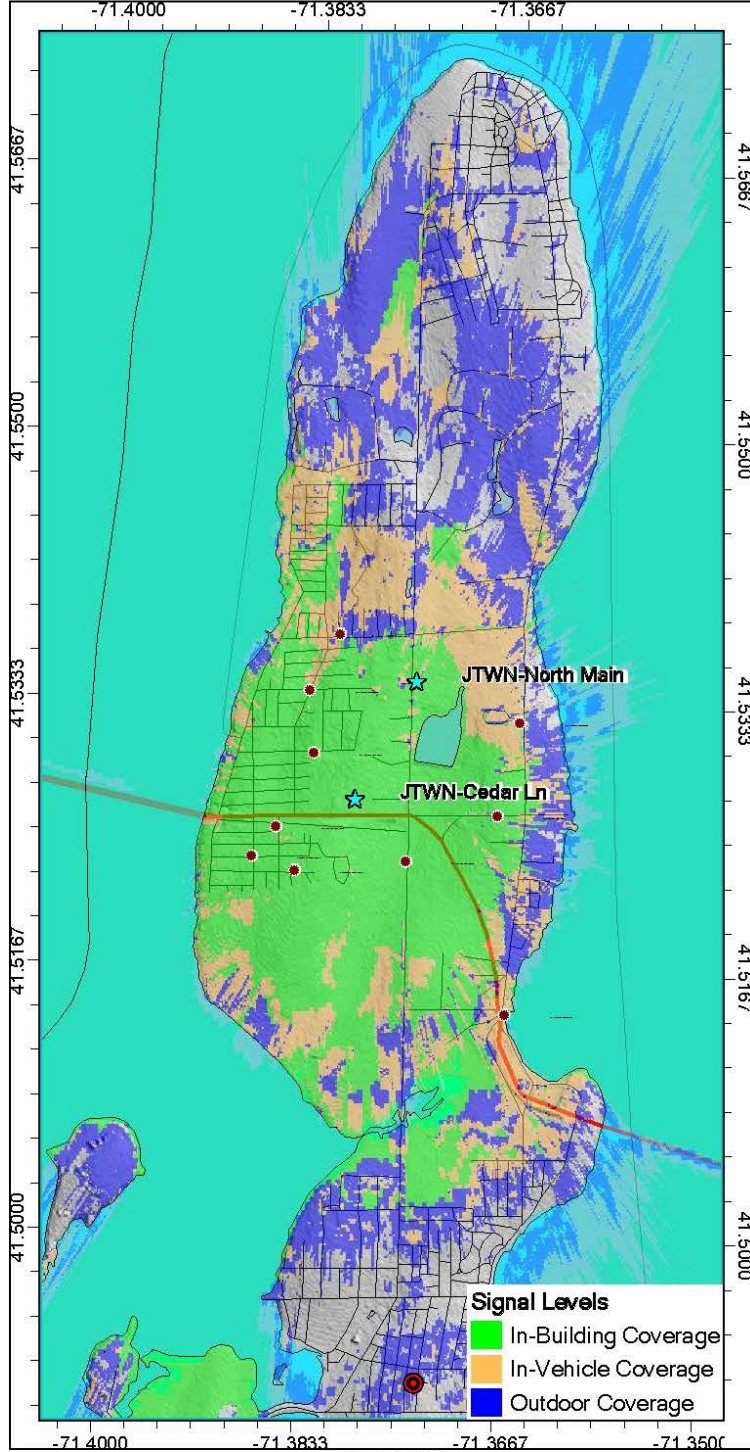 -71.4000 -71.3833 -71.3667
41.5667 41.5667
41.5500 41.5500
JTWN-North Main
41.5333 41.5333
JTWN-Cedar Ln
41.5167 41.5167
41.5000 41.5000
Signal Levels
In-Building Coverage
In-Vehicle Coverage
Outdoor Coverage
-71.4000 -71.3833 -71.3667 -71.3500